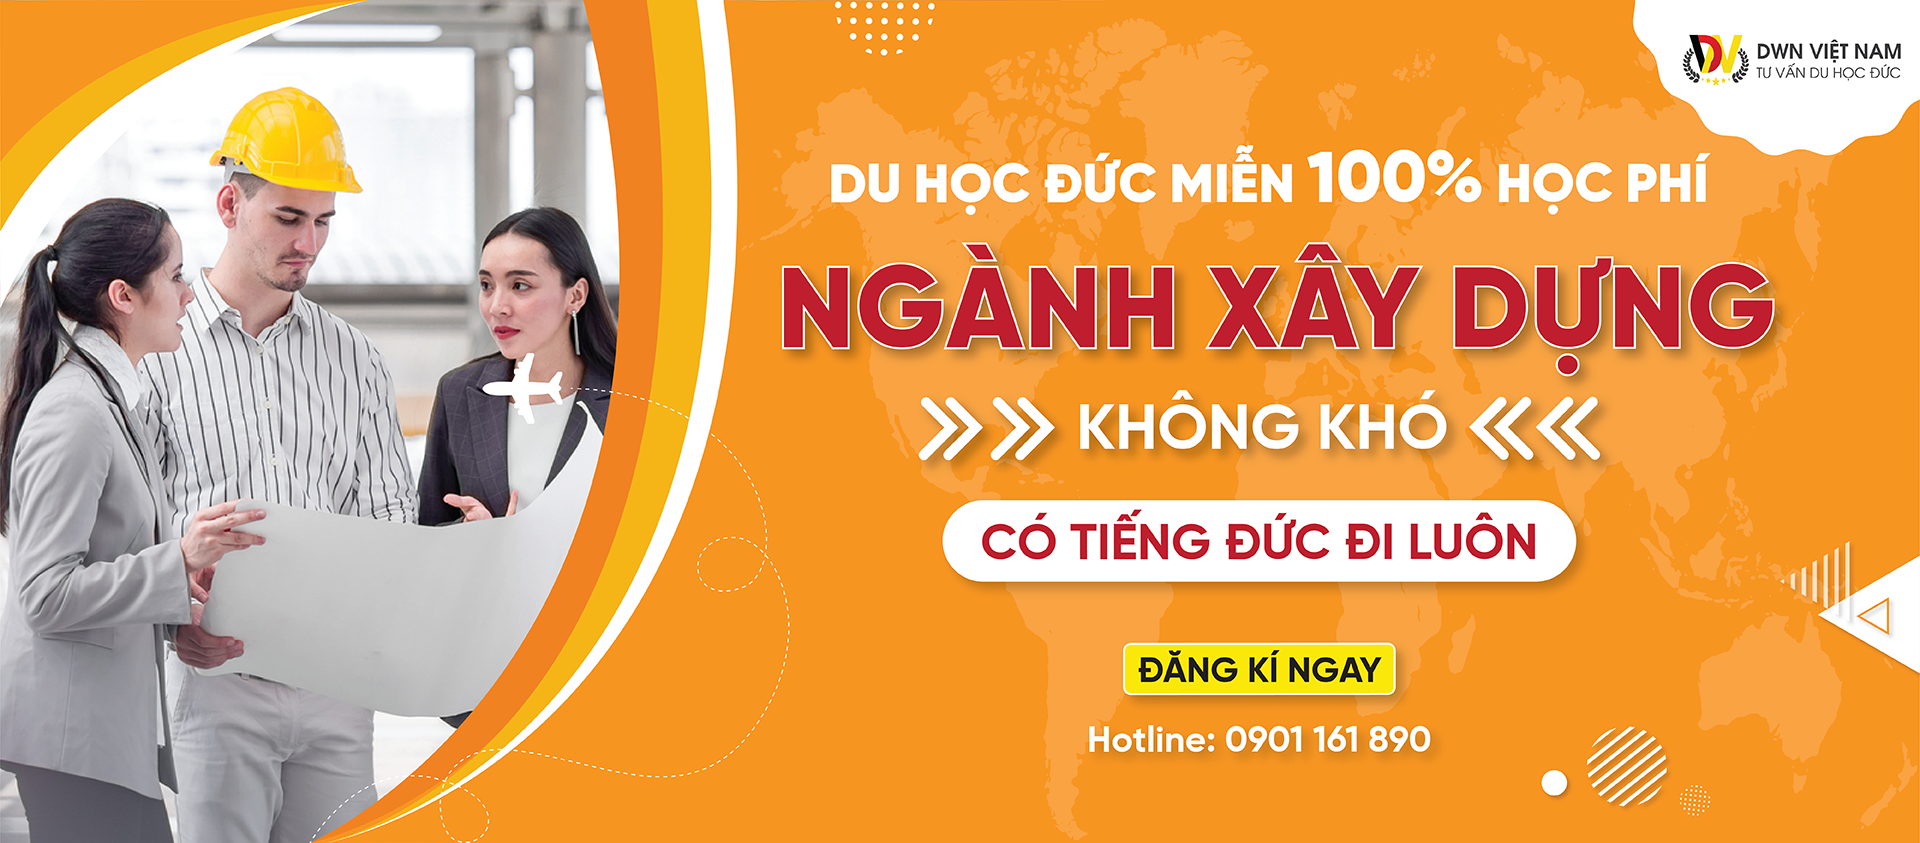 DWN VIỆT NAM
TƯ VẤN DU HỌC ĐỨC
DU HỌC ĐỨC MIỄN 100% HỌC PHÍ
NGÀNH XÂY DỰNG
KHÔNG KHÓ
CÓ TIẾNG ĐỨC ĐI LUÔN
ĐĂNG KÍ NGAY
Hotline: 0901 161 890